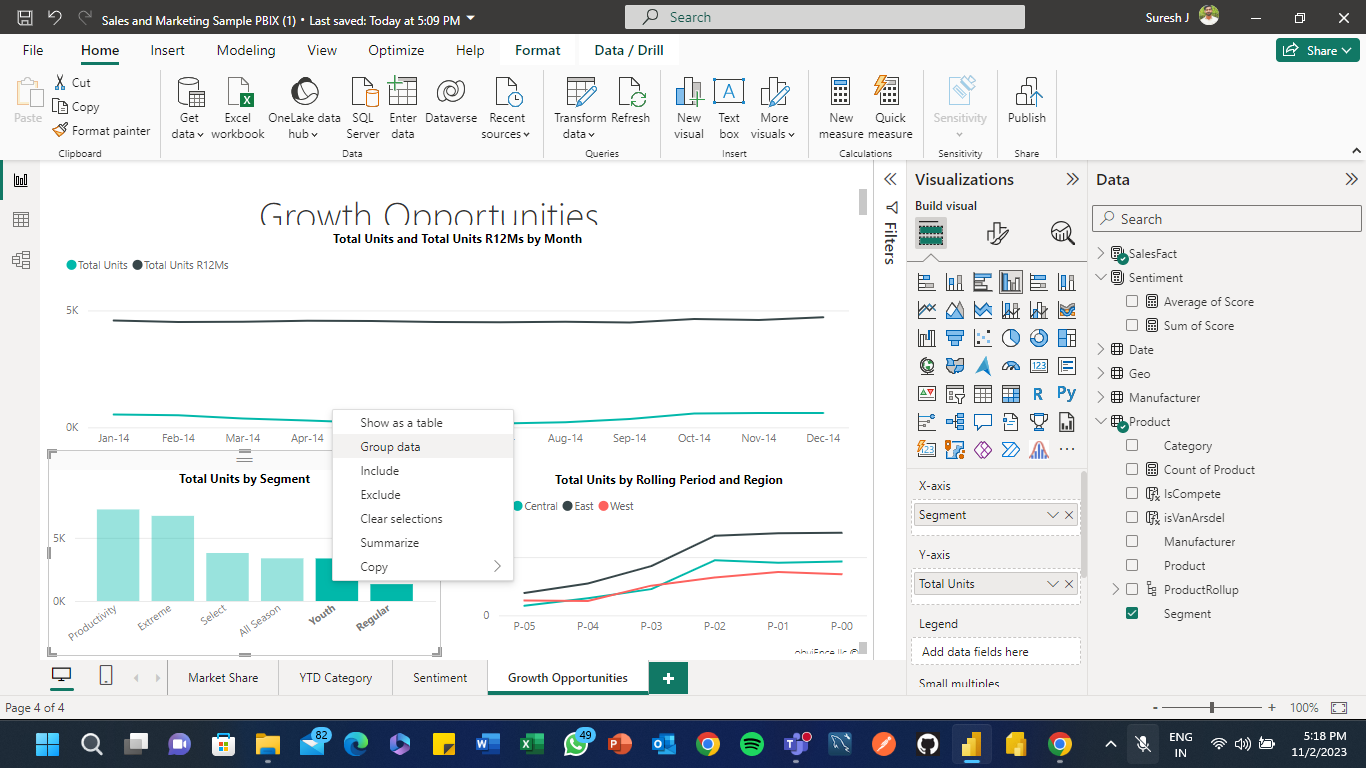 Sales and Marketing Sample PBIX (1) • Last saved: Today at 5:09 PM
Search
Suresh J
File Home Insert Modeling View Optimize Help Format Data / Drill
Share
Paste
Cut
Copy
Format painter
Clipboard
Get data
Excel workbook
OneLake data hub
SQL Server
Enter data
Dataverse
Recent sources
Data
Transform data
Refresh
Queries
New visual
Text box
More visuals
Insert
New measure
Quick measure
Calculations
Sensitivity
Sensitivity
Publish
Share
Growth Opportunities
Total Units and Total Units R12Ms by Month
Total Units Total Units R12Ms
5K
0K
Jan-14 Feb-14 Mar-14 Apr-14 Aug-14 Sep-14 Oct-14 Nov-14 Dec-14
Show as a table
Group data
Include
Exclude
Clear selections
Summarize
Copy
Total Units by Segment
5K
0K
Productivity Extreme Select All Season Youth Regular
Total Units by Rolling Period and Region
Central East West
0
P-05 P-04 P-03 P-02 P-01 P-00
Filters
Visualizations
Build visual
123
R
Py
123
X-axis
Segment
Y-axis
Total Units
Legend
Add data fields here
Small multiples
Data
Search
SalesFact
Sentiment
Average of Score
Sum of Score
Date
Geo
Manufacturer
Product
Category
Count of Product
IsCompete
isVanArsdel
Manufacturer
Product
ProductRollup
Segment
Market Share YTD Category Sentiment Growth Opportunities
Page 4 of 4
- + 100%
82
49
ENG
IN
5:18 PM
11/2/2023